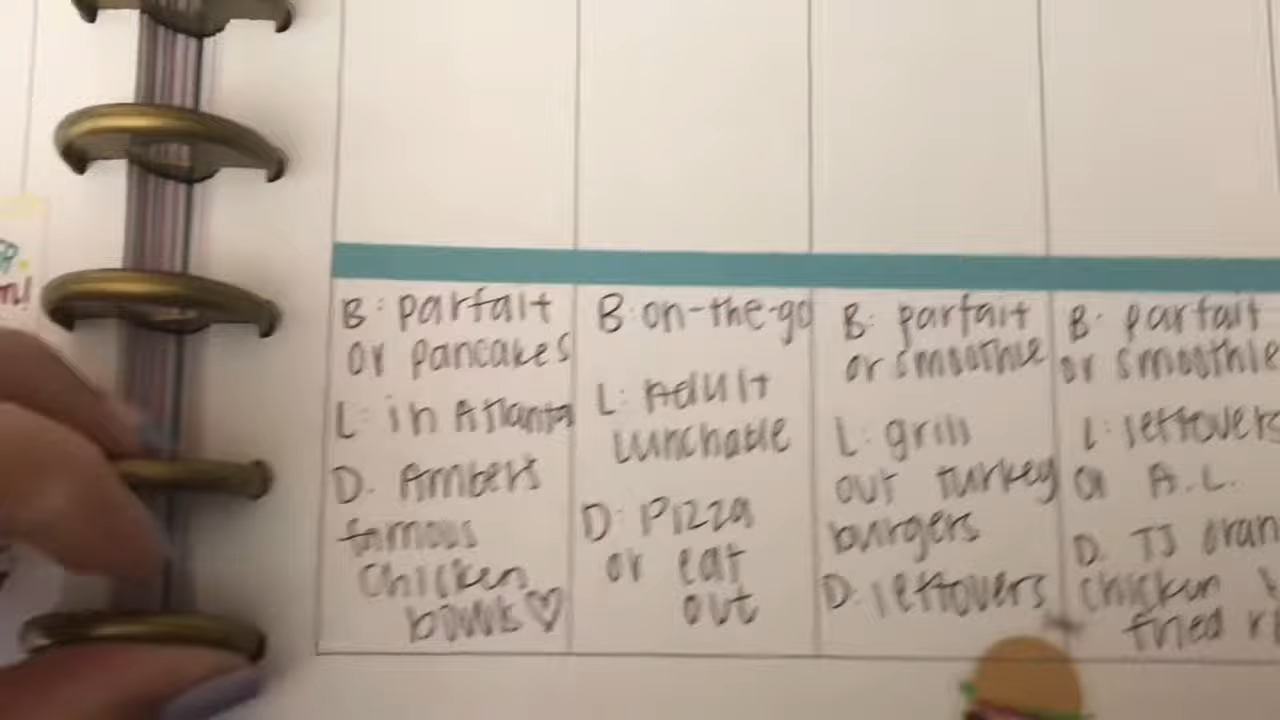 B: parfait
or pancakes
L: in Atlanta
D. Amber's
famous
chicken
bowls♡
B: on-the-go
L: Adult
Lunchable
D: Pizza
or eat
out
B: parfait
or smoothie
L: grill
out turkey
burgers
D: leftovers
B: parfait
or smoothie
L: leftovers
or A.L.
D. TJ oran
chicken
fried